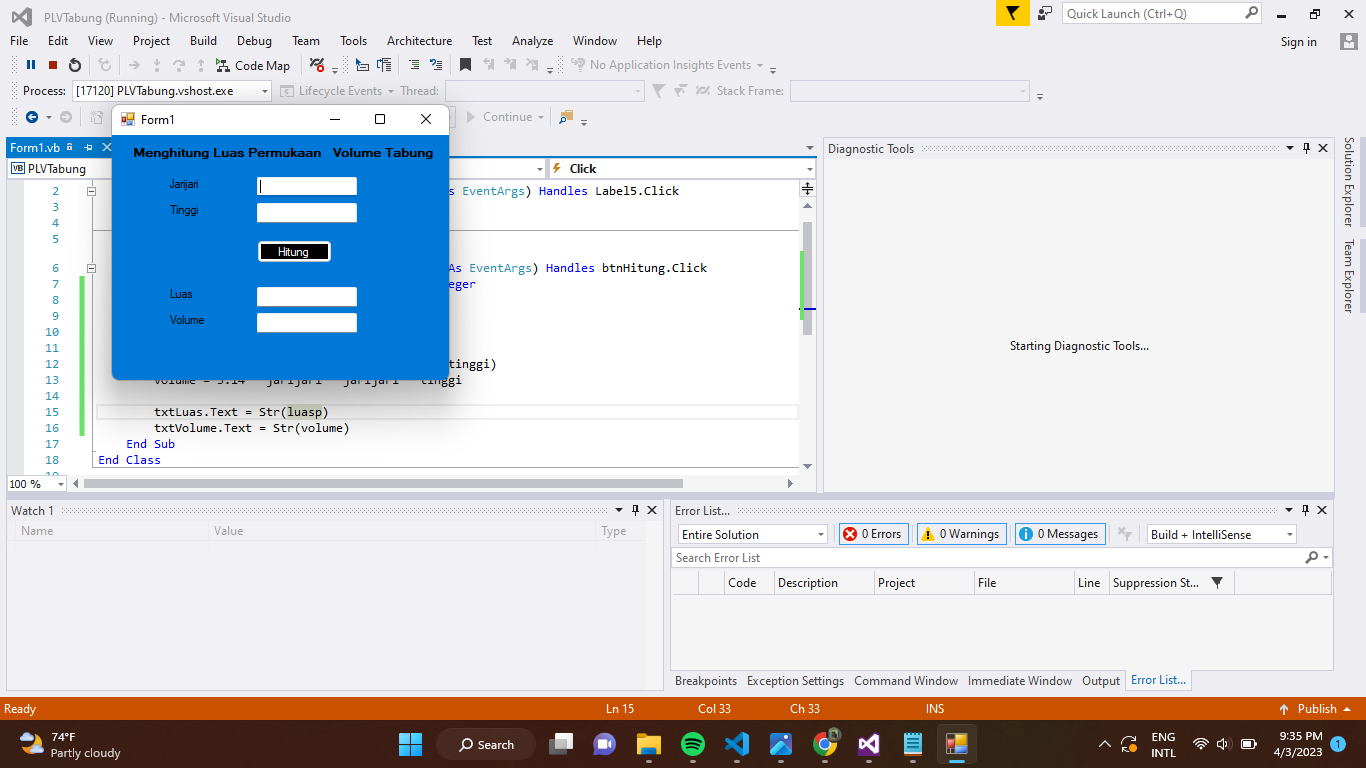 PLVTabung (Running) - Microsoft Visual Studio
Quick Launch (Ctrl+Q)
File Edit View Project Build Debug Team Tools Architecture Test Analyze Window Help
Sign in
Code Map
No Application Insights Events
Process: [17120] PLVTabung.vshost.exe
Lifecycle Events
Thread:
Stack Frame:
Continue
Form1
Menghitung Luas Permukaan Volume Tabung
Jarijari
Tinggi
Hitung
Luas
Volume
Form1.vb
PLVTabung
Click
2 s EventArgs) Handles Label5.Click
3
4
5
6 As EventArgs) Handles btnHitung.Click
7 eger
8
9
10
11
12 tinggi)
13 volume = 3.14 * jarijari * jarijari * tinggi
14
15 txtLuas.Text = Str(luasp)
16 txtVolume.Text = Str(volume)
17 End Sub
18 End Class
19
100 %
Diagnostic Tools
Starting Diagnostic Tools...
Solution Explorer
Team Explorer
Watch 1
Name Value Type
Error List...
Entire Solution
0 Errors
0 Warnings
0 Messages
Build + IntelliSense
Search Error List
Code Description Project File Line Suppression St...
Breakpoints Exception Settings Command Window Immediate Window Output Error List...
Ready
Ln 15
Col 33
Ch 33
INS
Publish
74°F
Partly cloudy
Search
ENG
INTL
9:35 PM
4/3/2023
1